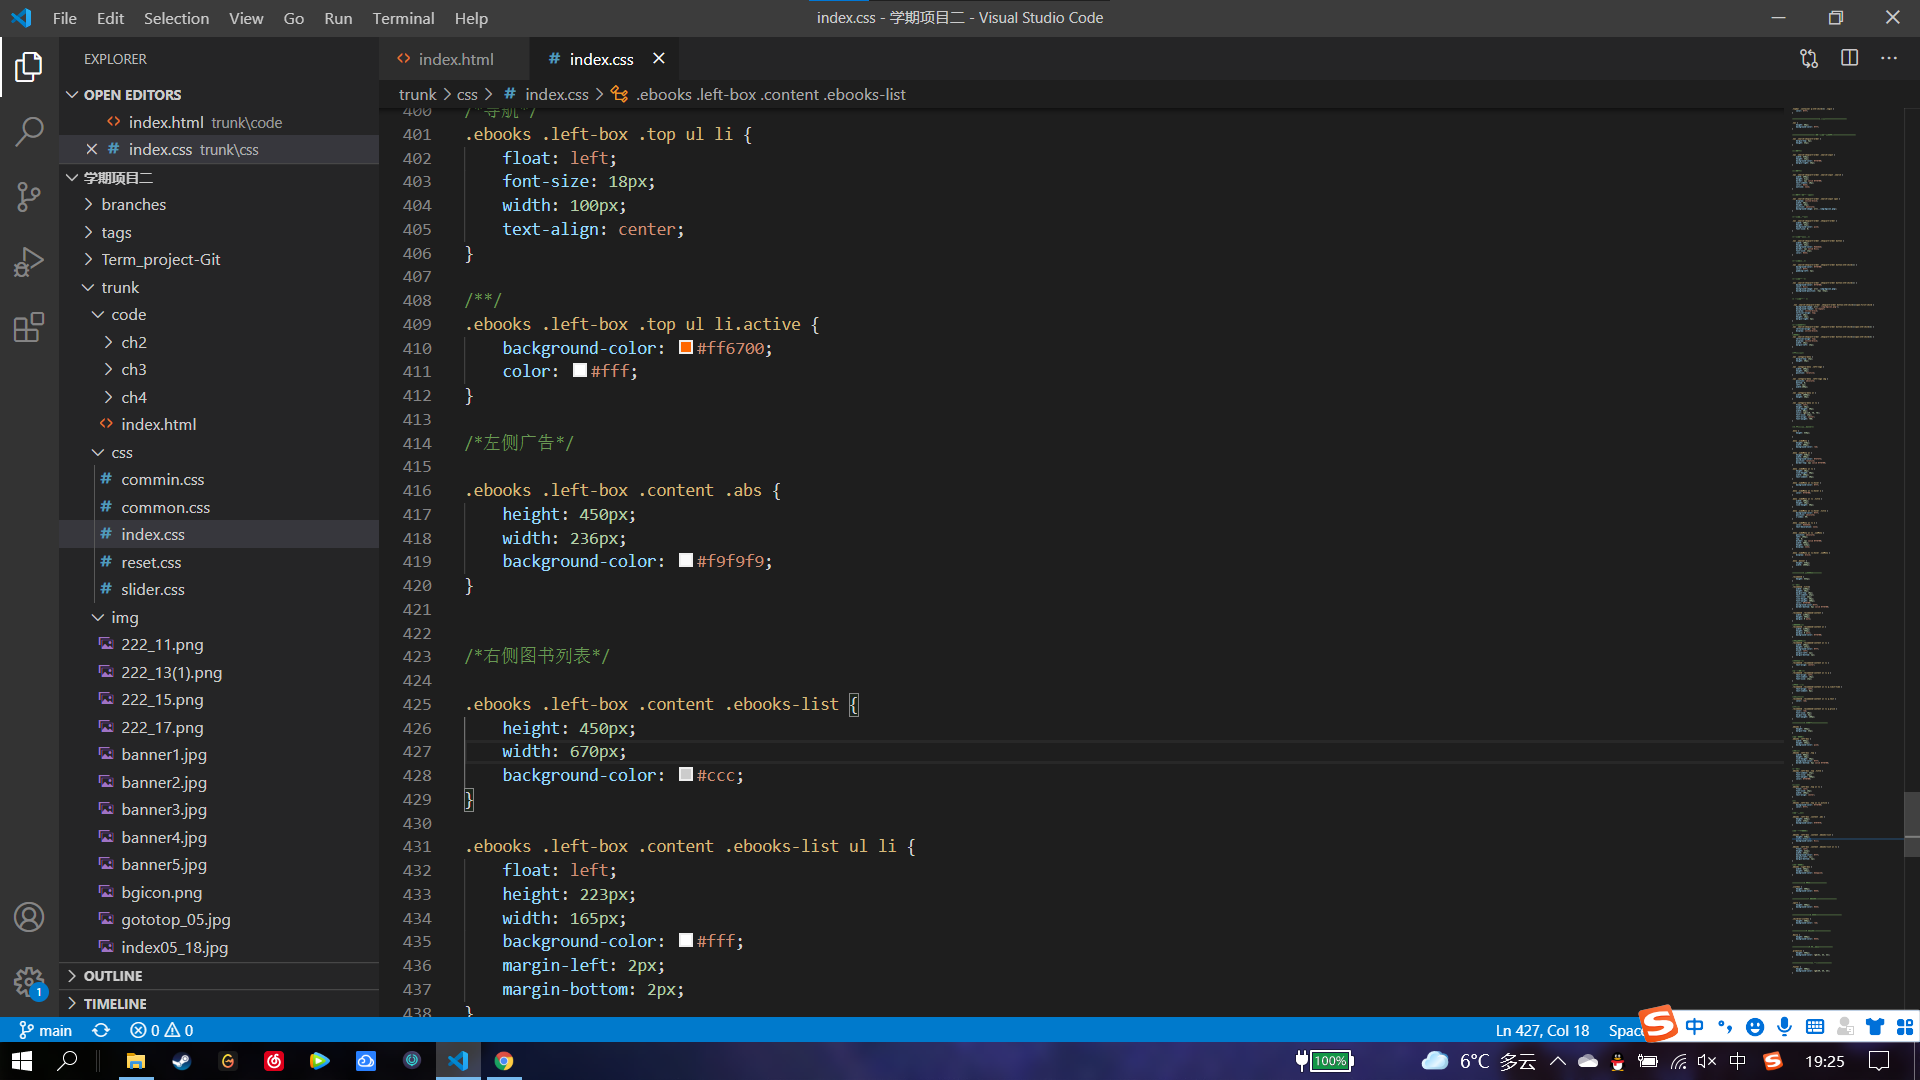 File Edit Selection View Go Run Terminal Help
index.css - 学期项目二 - Visual Studio Code
EXPLORER
OPEN EDITORS
index.html trunk\code
index.css trunk\css
学期项目二
branches
tags
Term_project-Git
trunk
code
ch2
ch3
ch4
index.html
css
commin.css
common.css
index.css
reset.css
slider.css
img
222_11.png
222_13(1).png
222_15.png
222_17.png
banner1.jpg
banner2.jpg
banner3.jpg
banner4.jpg
banner5.jpg
bgicon.png
gototop_05.jpg
index05_18.jpg
OUTLINE
TIMELINE
index.html
index.css
trunk > css > # index.css > .ebooks .left-box .content .ebooks-list
400 /*导航*/
401 .ebooks .left-box .top ul li {
402 float: left;
403 font-size: 18px;
404 width: 100px;
405 text-align: center;
406 }
407
408 /**/
409 .ebooks .left-box .top ul li.active {
410 background-color: #ff6700;
411 color: #fff;
412 }
413
414 /*左侧广告*/
415
416 .ebooks .left-box .content .abs {
417 height: 450px;
418 width: 236px;
419 background-color: #f9f9f9;
420 }
421
422
423 /*右侧图书列表*/
424
425 .ebooks .left-box .content .ebooks-list {
426 height: 450px;
427 width: 670px;
428 background-color: #ccc;
429 }
430
431 .ebooks .left-box .content .ebooks-list ul li {
432 float: left;
433 height: 223px;
434 width: 165px;
435 background-color: #fff;
436 margin-left: 2px;
437 margin-bottom: 2px;
438 }
1
main 0 0
Ln 427, Col 18
中
100%
6°C 多云
中
19:25